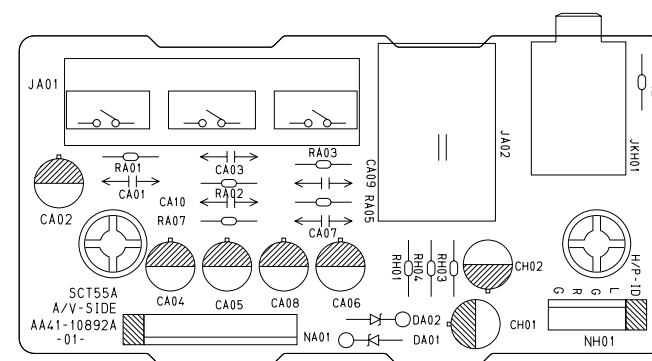 JA01
RA01
CA01
CA03
RA02
CA10
RA07
RA03
CA09
RA05
CA07
JA02
JKH01
CA02
CA04
CA05
CA08
CA06
RH01
RH04
RH03
CH02
H/P-ID
G R G L
SCT55A
A/V-SIDE
AA41-10892A
-01-
NA01
DA02
DA01
CH01
NH01